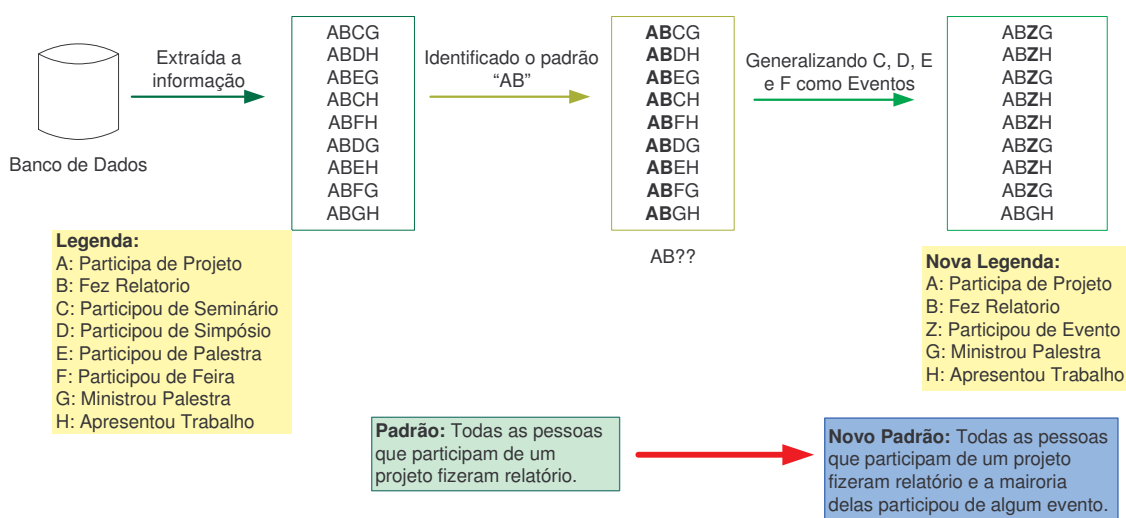 Banco de Dados
Extraída a
informação
ABCG
ABDH
ABEG
ABCH
ABFH
ABDG
ABEH
ABFG
ABGH
Identificado o padrão
“AB”
ABCG
ABDH
ABEG
ABCH
ABFH
ABDG
ABEH
ABFG
ABGH
AB??
Generalizando C, D, E
e F como Eventos
ABZG
ABZH
ABZG
ABZH
ABZH
ABZG
ABZH
ABZG
ABGH
Legenda:
A: Participa de Projeto
B: Fez Relatorio
C: Participou de Seminário
D: Participou de Simpósio
E: Participou de Palestra
F: Participou de Feira
G: Ministrou Palestra
H: Apresentou Trabalho
Nova Legenda:
A: Participa de Projeto
B: Fez Relatorio
Z: Participou de Evento
G: Ministrou Palestra
H: Apresentou Trabalho
Padrão: Todas as pessoas
que participam de um
projeto fizeram relatório.
Novo Padrão: Todas as pessoas
que participam de um projeto
fizeram relatório e a mairoria
delas participou de algum evento.